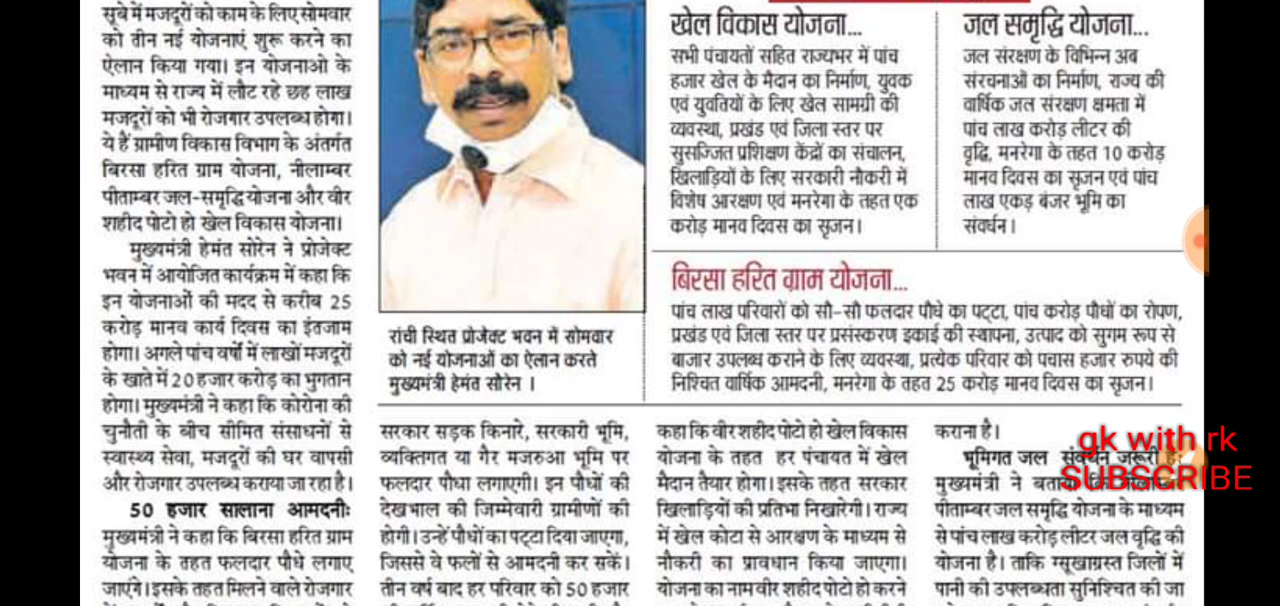 सूबे में मजदूरों को काम के लिए सोमवार
को तीन नई योजनाएं शुरू करने का
ऐलान किया गया। इन योजनाओ के
माध्यम से राज्य में लौट रहे छह लाख
मजदूरों को भी रोजगार उपलब्ध होगा।
ये हैं ग्रामीण विकास विभाग के अंतर्गत
बिरसा हरित ग्राम योजना, नीलाम्बर
पीताम्बर जल-समृद्धि योजना और वीर
शहीद पोटो हो खेल विकास योजना।
मुख्यमंत्री हेमंत सोरेन ने प्रोजेक्ट
भवन में आयोजित कार्यक्रम में कहा कि
इन योजनाओं की मदद से करीब 25
करोड़ मानव कार्य दिवस का इंतजाम
होगा। अगले पांच वर्षों में लाखों मजदूरों
के खाते में 20 हजार करोड़ का भुगतान
होगा। मुख्यमंत्री ने कहा कि कोरोना की
चुनौती के बीच सीमित संसाधनों से
स्वास्थ्य सेवा, मजदूरों की घर वापसी
और रोजगार उपलब्ध कराया जा रहा है।
50 हजार सालाना आमदनीः
मुख्यमंत्री ने कहा कि बिरसा हरित ग्राम
योजना के तहत फलदार पौधे लगाए
जाएंगे। इसके तहत मिलने वाले रोजगार
रांची स्थित प्रोजेक्ट भवन में सोमवार
को नई योजनाओं का ऐलान करते
मुख्यमंत्री हेमंत सौरेन ।
खेल विकास योजना...
सभी पंचायतों सहित राज्यभर में पांच
हजार खेल के मैदान का निर्माण, युवक
एवं युवतियों के लिए खेल सामग्री की
व्यवस्था, प्रखंड एवं जिला स्तर पर
सुसज्जित प्रशिक्षण केंद्रों का संचालन,
खिलाड़ियों के लिए सरकारी नौकरी में
विशेष आरक्षण एवं मनरेगा के तहत एक
करोड़ मानव दिवस का सृजन।
जल समृद्धि योजना...
जल संरक्षण के विभिन्न अब
संरचनाओं का निर्माण, राज्य की
वार्षिक जल संरक्षण क्षमता में
पांच लाख करोड़ लीटर की
वृद्धि, मनरेगा के तहत 10 करोड़
मानव दिवस का सृजन एवं पांच
लाख एकड़ बंजर भूमि का
संवर्धन।
बिरसा हरित ग्राम योजना...
पांच लाख परिवारों को सौ-सौ फलदार पौधे का पट्टा, पांच करोड़ पौधों का रोपण,
प्रखंड एवं जिला स्तर पर प्रसंस्करण इकाई की स्थापना, उत्पाद को सुगम रूप से
बाजार उपलब्ध कराने के लिए व्यवस्था, प्रत्येक परिवार को पचास हजार रुपये की
निश्चित वार्षिक आमदनी, मनरेगा के तहत 25 करोड़ मानव दिवस का सृजन।
सरकार सड़क किनारे, सरकारी भूमि,
व्यक्तिगत या गैर मजरुआ भूमि पर
फलदार पौधा लगाएगी। इन पौधों की
देखभाल की जिम्मेवारी ग्रामीणों की
होगी। उन्हें पौधों का पट्टा दिया जाएगा,
जिससे वे फलों से आमदनी कर सकें।
तीन वर्ष बाद हर परिवार को 50 हजार
कहा कि वीर शहीद पोटो हो खेल विकास
योजना के तहत हर पंचायत में खेल
मैदान तैयार होगा। इसके तहत सरकार
खिलाड़ियों की प्रतिभा निखारेगी। राज्य
में खेल कोटा से आरक्षण के माध्यम से
नौकरी का प्रावधान किया जाएगा।
योजना का नाम वीर शहीद पोटो हो करने
कराना है।
भूमिगत जल संवर्धन जरूरी है
मुख्यमंत्री ने
पीताम्बर जल समृद्धि योजना के माध्यम
से पांच लाख करोड़ लीटर जल वृद्धि की
योजना है। ताकि ग्सूखाग्रस्त जिलों में
पानी की उपलब्धता सुनिश्चित की जा
gk with rk
SUBSCRIBE